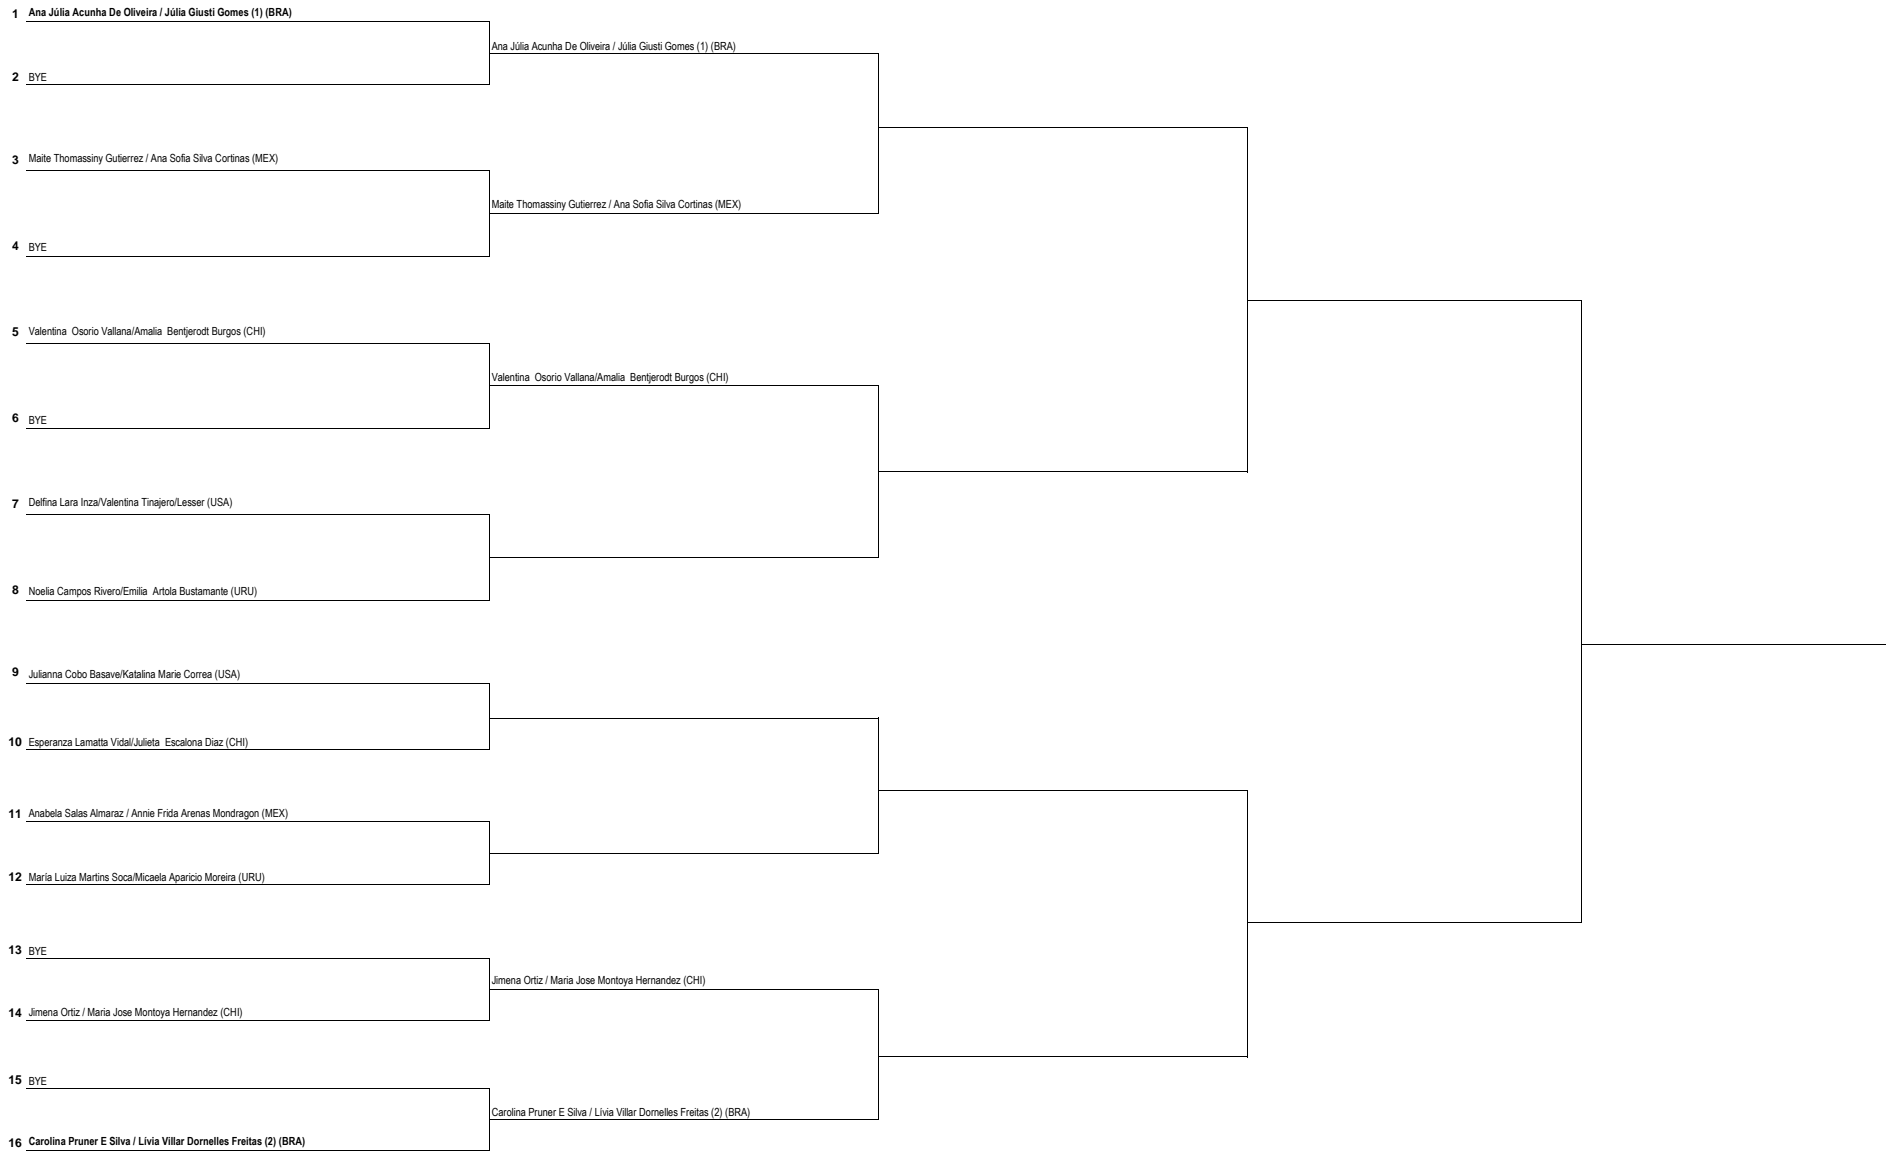 1 Ana Júlia Acunha De Oliveira / Júlia Giusti Gomes (1) (BRA)
Ana Júlia Acunha De Oliveira / Júlia Giusti Gomes (1) (BRA)
2 BYE
3 Maite Thomassiny Gutierrez / Ana Sofia Silva Cortinas (MEX)
Maite Thomassiny Gutierrez / Ana Sofia Silva Cortinas (MEX)
4 BYE
5 Valentina  Osorio Vallana/Amalia  Bentjerodt Burgos (CHI)
Valentina  Osorio Vallana/Amalia  Bentjerodt Burgos (CHI)
6 BYE
7 Delfina Lara Inza/Valentina Tinajero/Lesser (USA)
8 Noelia Campos Rivero/Emilia  Artola Bustamante (URU)
9 Julianna Cobo Basave/Katalina Marie Correa (USA)
10 Esperanza Lamatta Vidal/Julieta  Escalona Diaz (CHI)
11 Anabela Salas Almaraz / Annie Frida Arenas Mondragon (MEX)
12 María Luiza Martins Soca/Micaela Aparicio Moreira (URU)
13 BYE
Jimena Ortiz / Maria Jose Montoya Hernandez (CHI)
14 Jimena Ortiz / Maria Jose Montoya Hernandez (CHI)
15 BYE
Carolina Pruner E Silva / Lívia Villar Dornelles Freitas (2) (BRA)
16 Carolina Pruner E Silva / Lívia Villar Dornelles Freitas (2) (BRA)